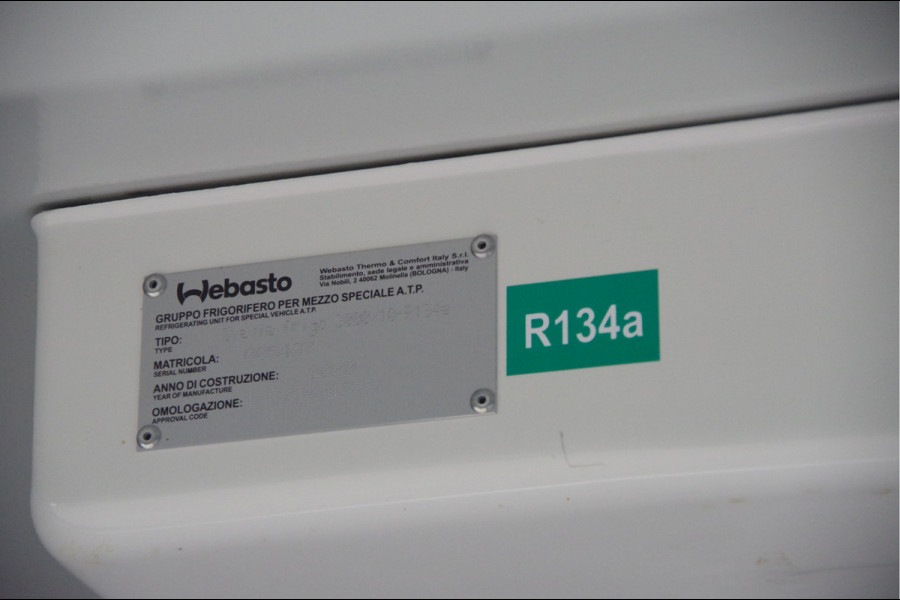 Webasto
Webasto Thermo & Comfort Italy S.r.l.
Stabilimento, sede legale e amministrativa
Via Nobili, 2 40062 Molinella (BOLOGNA) - Italy
GRUPPO FRIGORIFERO PER MEZZO SPECIALE A.T.P.
REFRIGERATING UNIT FOR SPECIAL VEHICLE A.T.P.
TIPO:
TYPE
MATRICOLA:
SERIAL NUMBER
ANNO DI COSTRUZIONE:
YEAR OF MANUFACTURE
OMOLOGAZIONE:
APPROVAL CODE
R134a